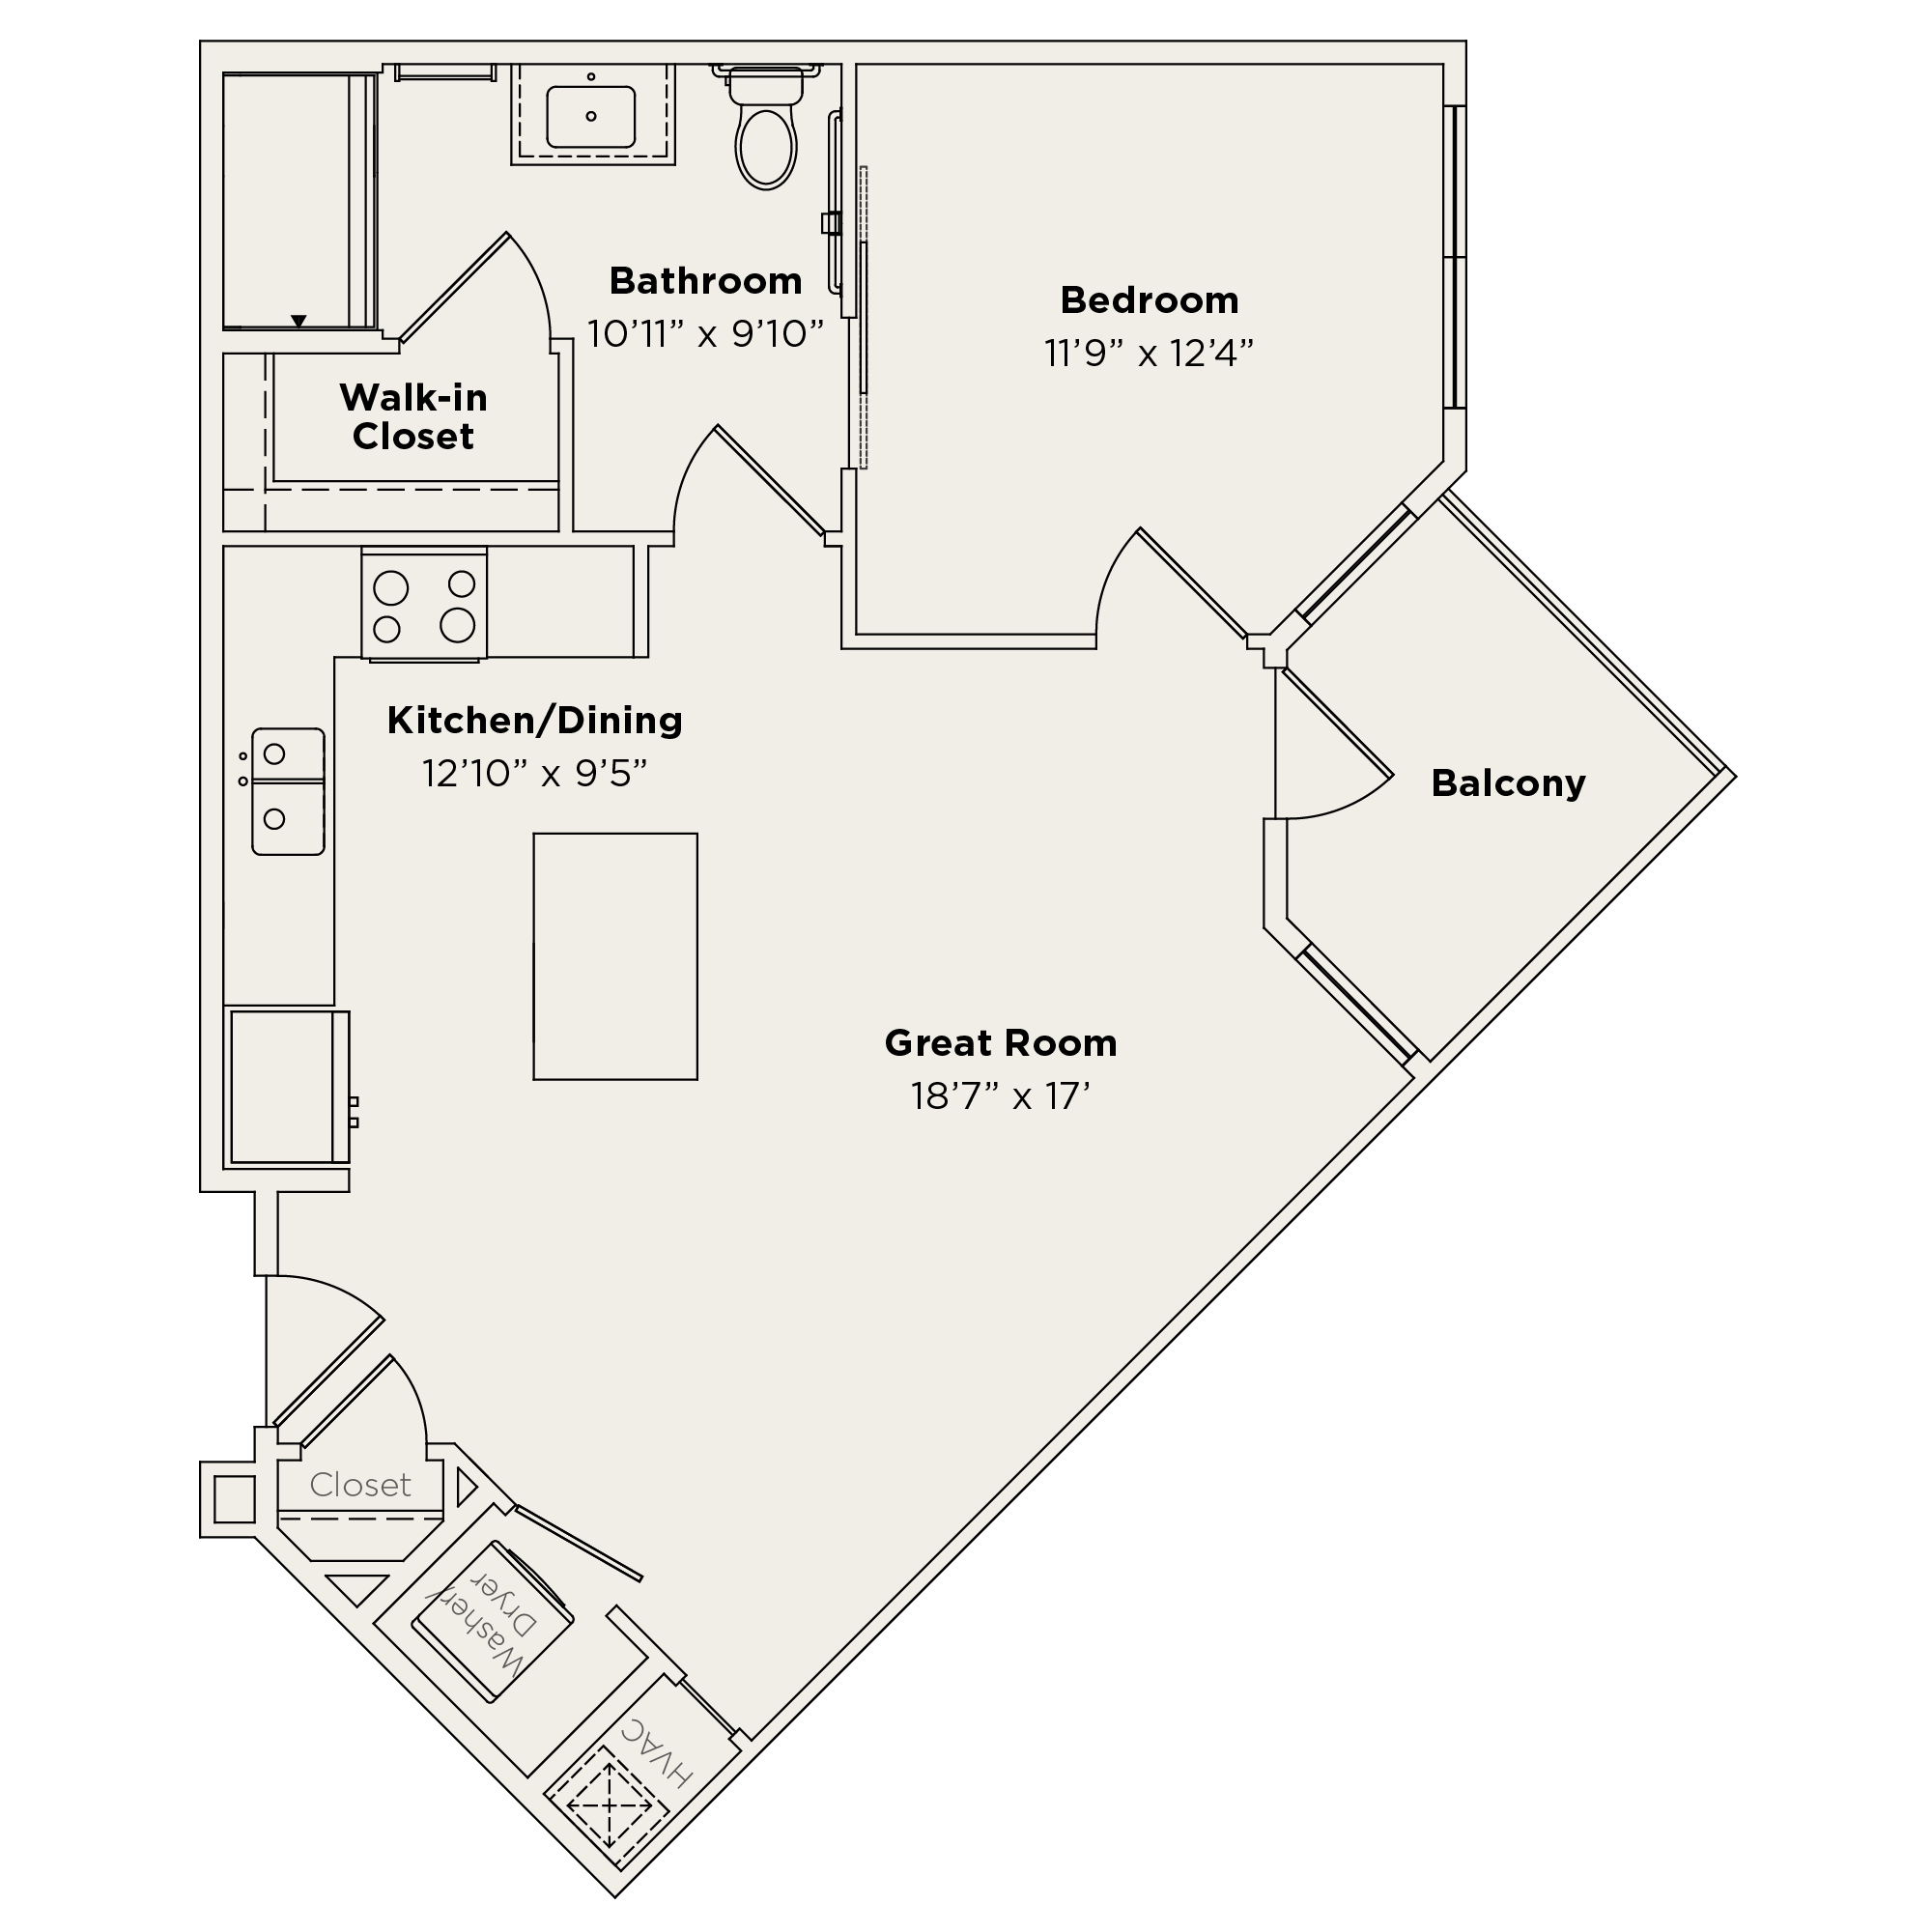 Bathroom
10’11” x 9’10”
Bedroom
11’9” x 12’4”
Walk-in
Closet
Kitchen/Dining
12’10” x 9’5”
Balcony
Great Room
18’7” x 17’
Closet
Washer/
Dryer
HVAC